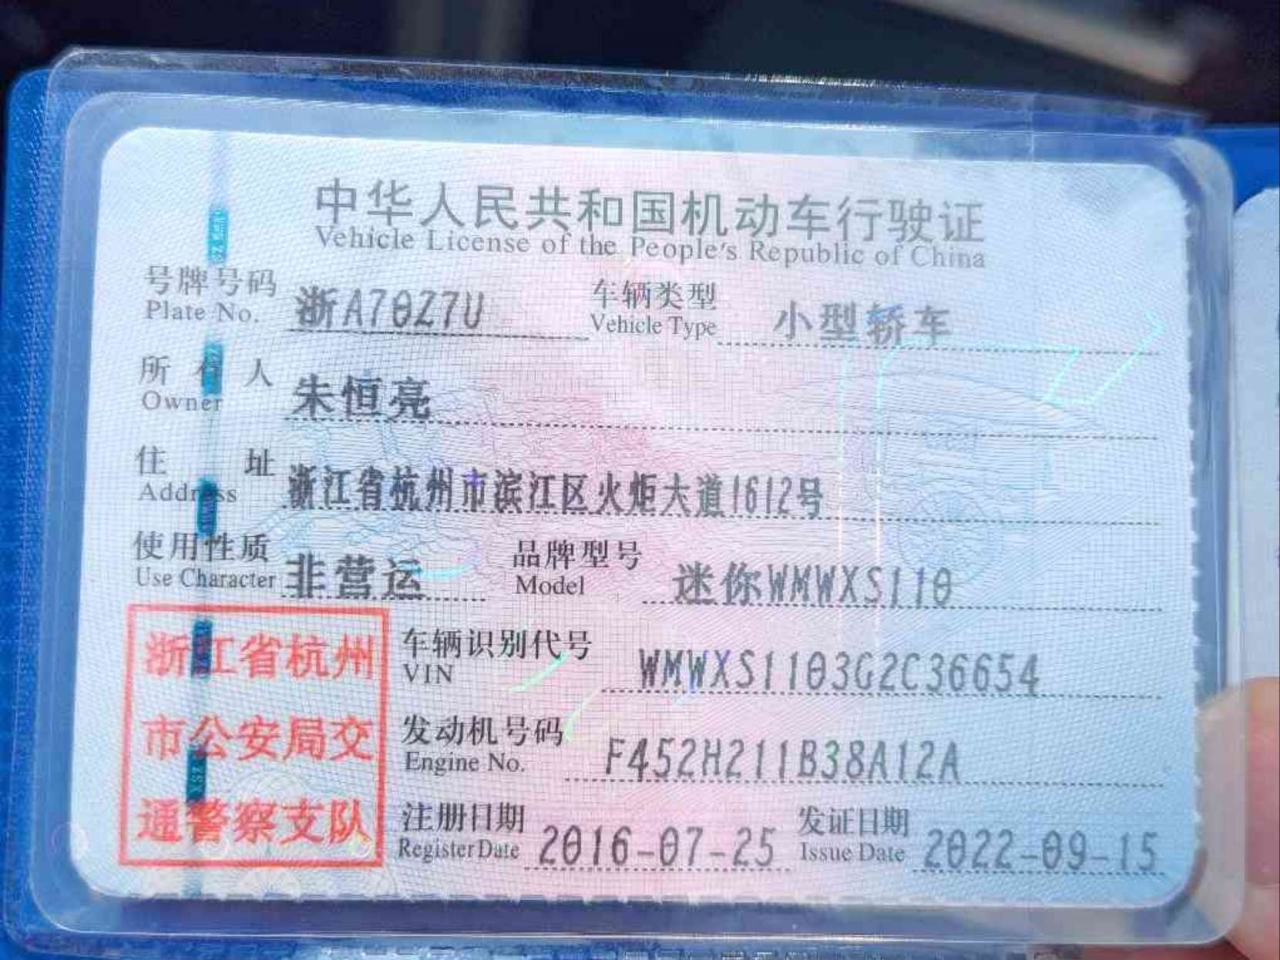 中华人民共和国机动车行驶证
Vehicle License of the People's Republic of China
号牌号码 浙A70Z7U 车辆类型 小型轿车
Plate No. Vehicle Type
所有人 朱恒亮
Owner
住址 浙江省杭州市滨江区火炬大道1612号
Address
使用性质 非营运 品牌型号 迷你WMWXS110
Use Character Model
浙江省杭州
市公安局交
通警察支队
车辆识别代号 WMWXS1103G2C36654
VIN
发动机号码 F452H211B38A12A
Engine No.
注册日期 2016-07-25 发证日期 2022-09-15
Register Date Issue Date